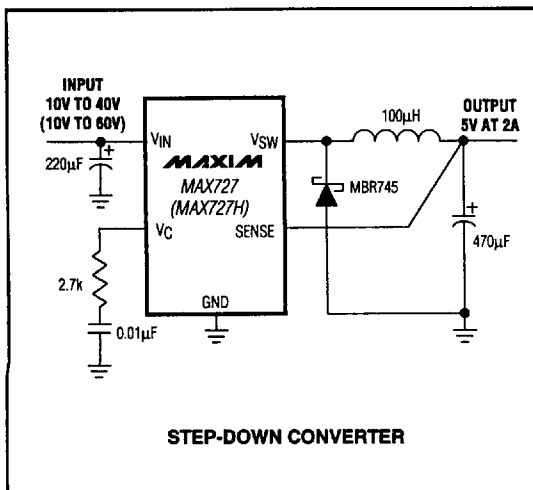 INPUT
10V TO 40V
(10V TO 60V)
220µF
+
VIN
VSW
MAXIM
MAX727
(MAX727H)
VC
SENSE
GND
2.7k
0.01µF
100µH
MBR745
OUTPUT
5V AT 2A
+
470µF
STEP-DOWN CONVERTER